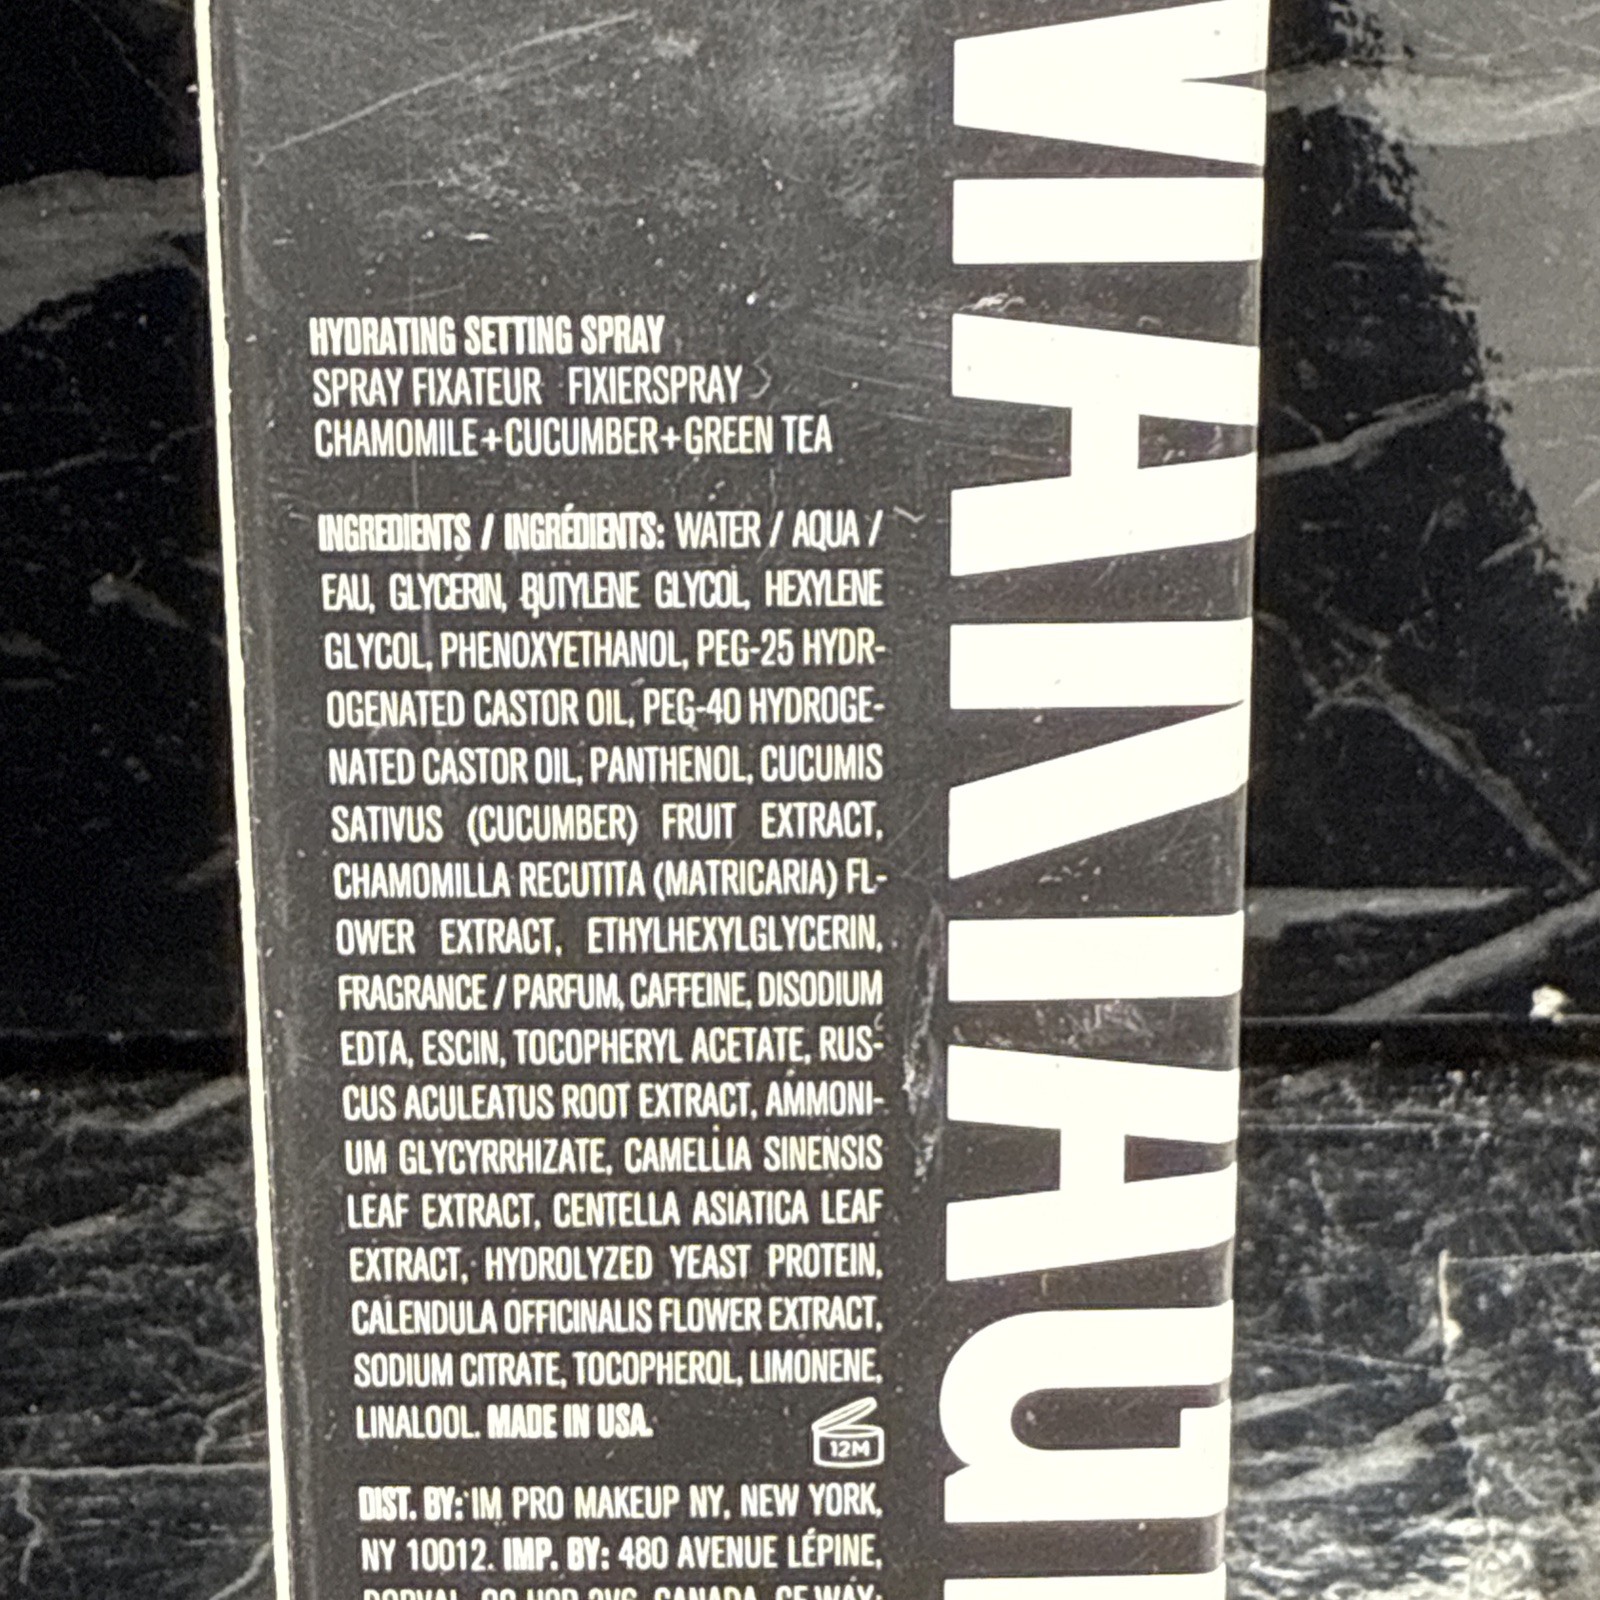 HYDRATING SETTING SPRAY
SPRAY FIXATEUR FIXIERSPRAY
CHAMOMILE+CUCUMBER+GREEN TEA
INGREDIENTS / INGRÉDIENTS: WATER / AQUA /
EAU, GLYCERIN, BUTYLENE GLYCOL, HEXYLENE
GLYCOL, PHENOXYETHANOL, PEG-25 HYDR-
OGENATED CASTOR OIL, PEG-40 HYDROGE-
NATED CASTOR OIL, PANTHENOL, CUCUMIS
SATIVUS (CUCUMBER) FRUIT EXTRACT,
CHAMOMILLA RECUTITA (MATRICARIA) FL-
OWER EXTRACT, ETHYLHEXYLGLYCERIN,
FRAGRANCE / PARFUM, CAFFEINE, DISODIUM
EDTA, ESCIN, TOCOPHERYL ACETATE, RUS-
CUS ACULEATUS ROOT EXTRACT, AMMONI-
UM GLYCYRRHIZATE, CAMELLIA SINENSIS
LEAF EXTRACT, CENTELLA ASIATICA LEAF
EXTRACT, HYDROLYZED YEAST PROTEIN,
CALENDULA OFFICINALIS FLOWER EXTRACT,
SODIUM CITRATE, TOCOPHEROL, LIMONENE,
LINALOOL. MADE IN USA.
12M
DIST. BY: IM PRO MAKEUP NY, NEW YORK,
NY 10012. IMP. BY: 480 AVENUE LÉPINE,